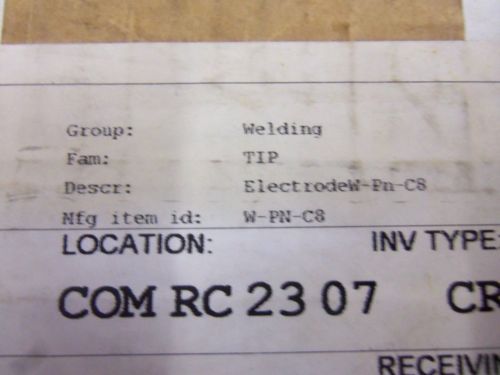 Group: Welding
Fam: TIP
Descr: ElectrodeW-Pn-C8
Mfg item id: W-PN-C8
LOCATION: INV TYPE:
COM RC 23 07 CR
RECEIVIN